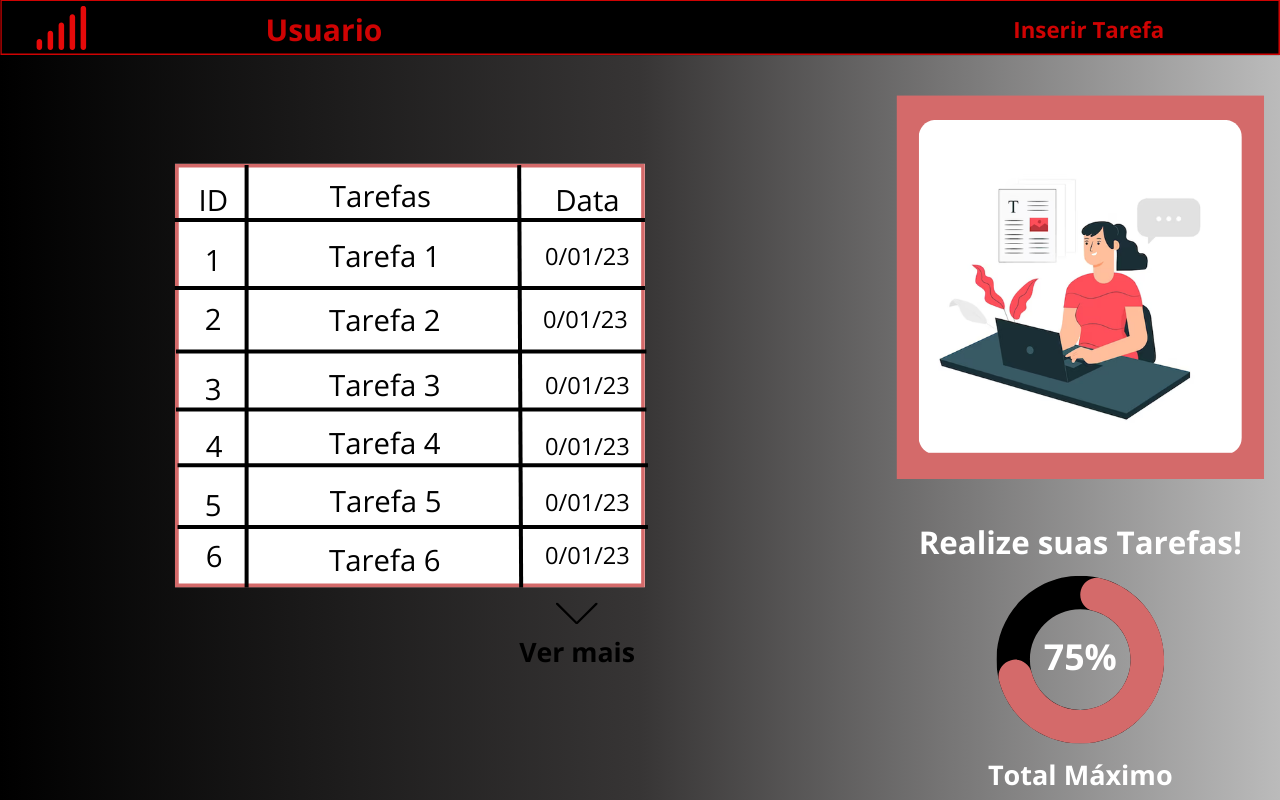 Usuario
Inserir Tarefa
ID Tarefas Data
1 Tarefa 1 0/01/23
2 Tarefa 2 0/01/23
3 Tarefa 3 0/01/23
4 Tarefa 4 0/01/23
5 Tarefa 5 0/01/23
6 Tarefa 6 0/01/23
Ver mais
T
Realize suas Tarefas!
75%
Total Máximo